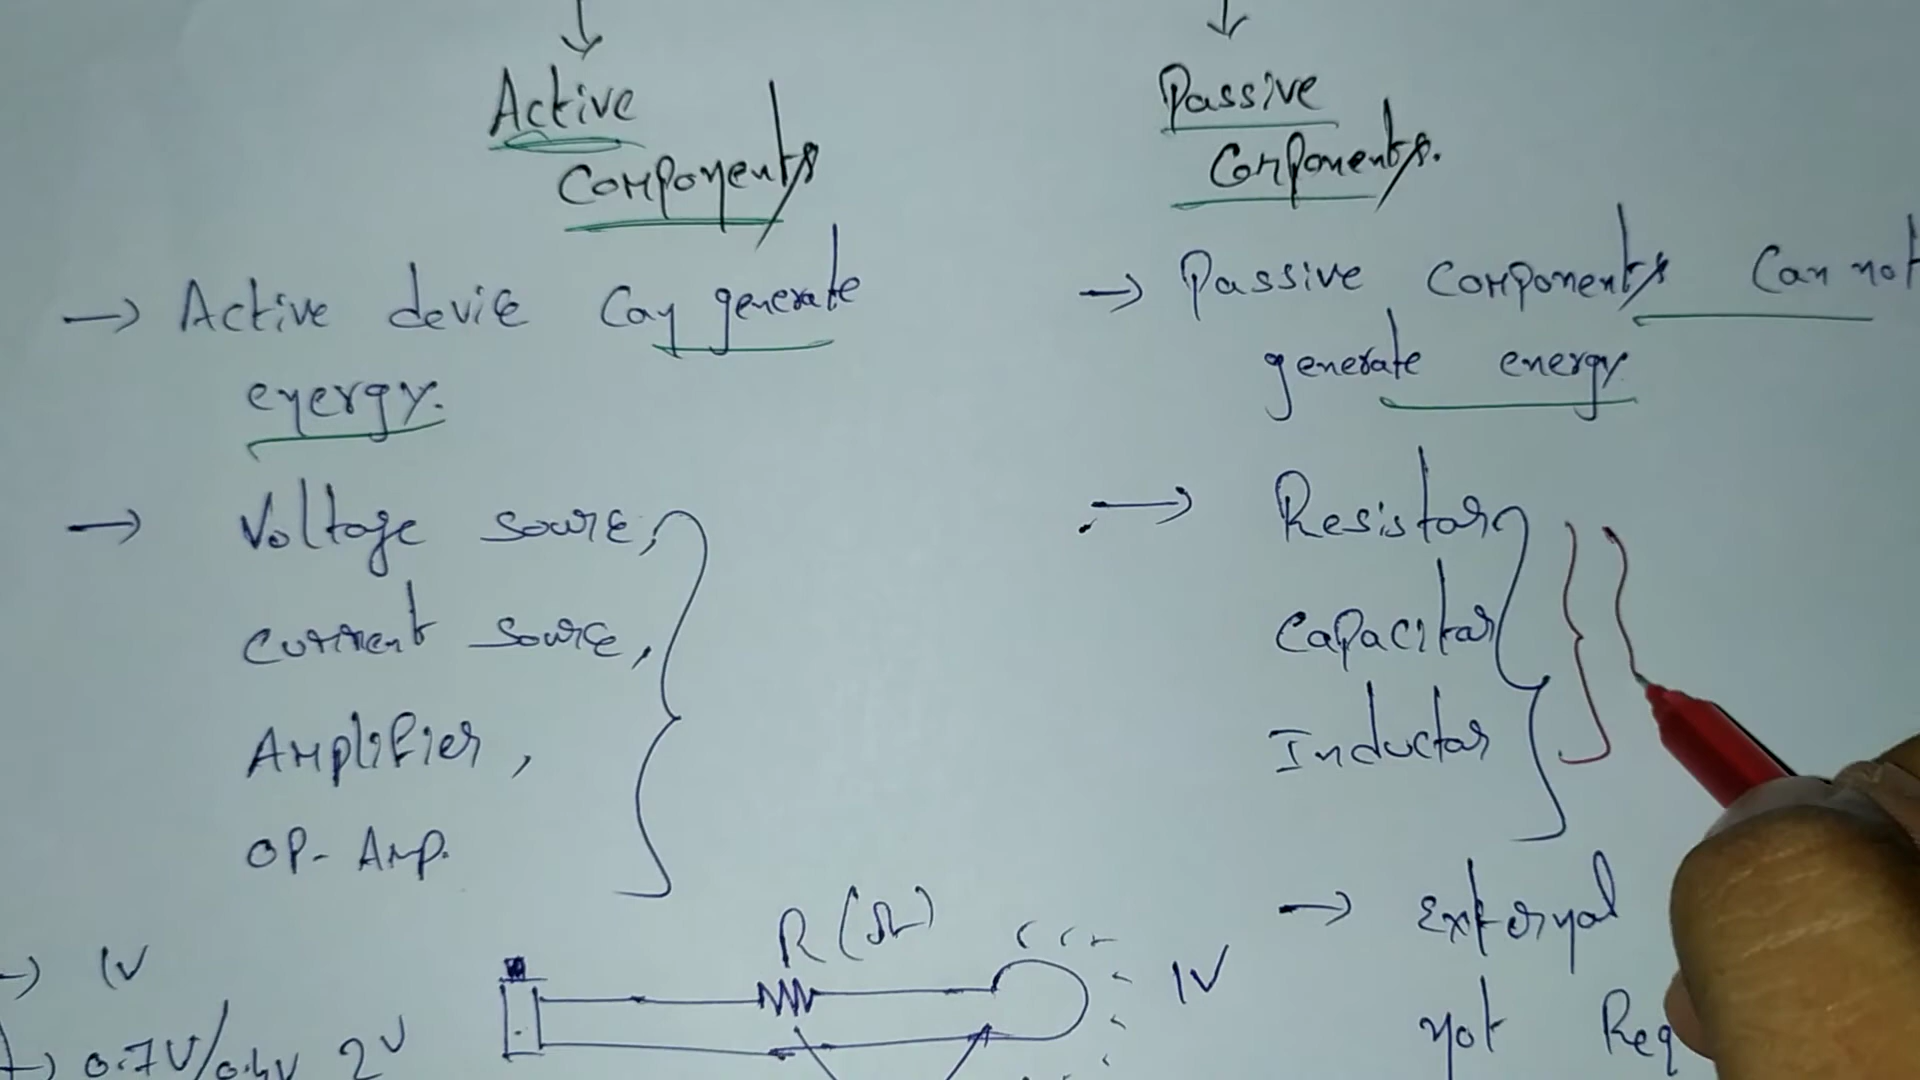 Active
Components
→ Active device Can generate
energy.
→ Voltage source,
Current source,
Amplifier,
OP-Amp.
→ 1V
→ 0.7V/0.4V 2V
R(Ω)
1V
Passive
Components.
→ Passive Components Can not
generate energy
→ Resistor
Capacitor
Inductor
→ External
not Req